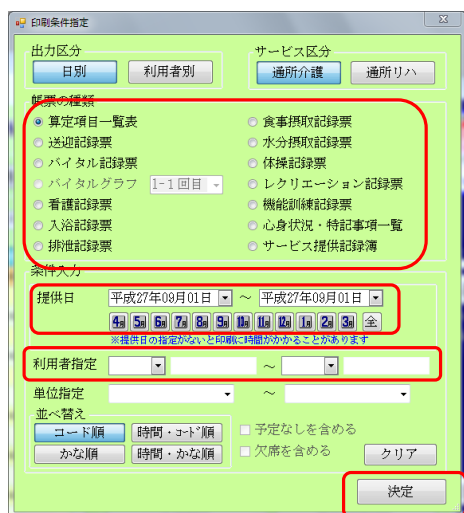 印刷条件指定
出力区分
サービス区分
日別 利用者別 通所介護 通所リハ
帳票の種類
算定項目一覧表 食事摂取記録票
送迎記録票 水分摂取記録票
バイタル記録票 体操記録票
バイタルグラフ 1-1回目 レクリエーション記録票
看護記録票 機能訓練記録票
入浴記録票 心身状況・特記事項一覧
排泄記録票 サービス提供記録簿
条件入力
提供日 平成27年09月01日 ～ 平成27年09月01日
4月 5月 6月 7月 8月 9月 10月 11月 12月 1月 2月 3月 全
※提供日の指定がないと印刷に時間がかかることがあります
利用者指定 ～
単位指定 ～
並べ替え
コード順 時間・コード順 予定なしを含める
かな順 時間・かな順 欠席を含める クリア
決定